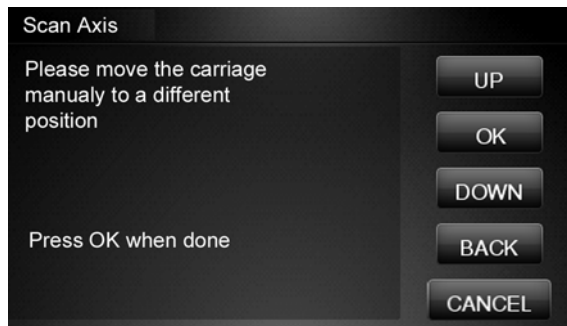 Scan Axis
Please move the carriage
manualy to a different
position
Press OK when done
UP
OK
DOWN
BACK
CANCEL